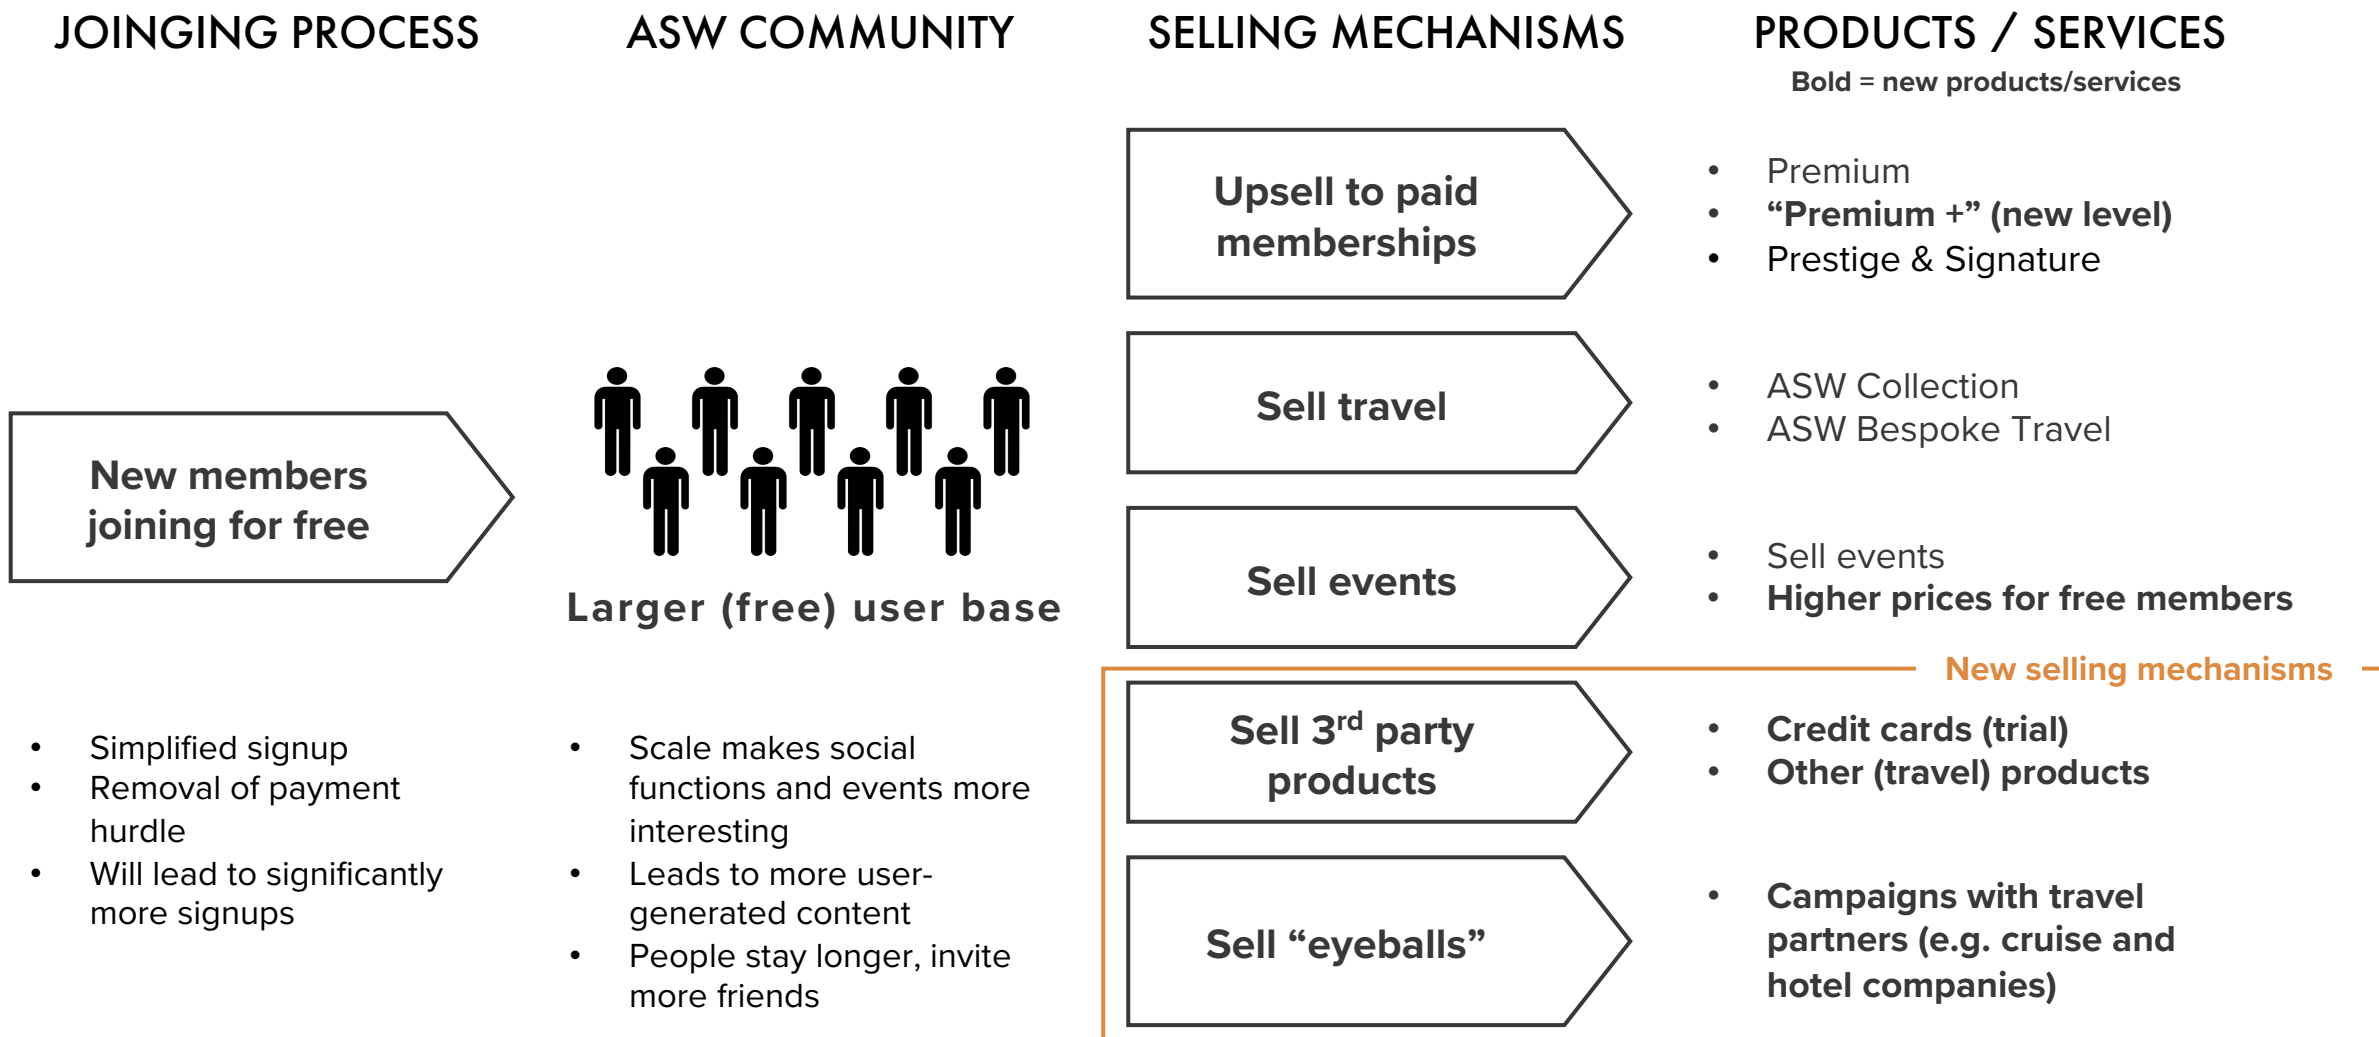 JOINGING PROCESS
ASW COMMUNITY
SELLING MECHANISMS
PRODUCTS / SERVICES
Bold = new products/services
New members
joining for free
• Simplified signup
• Removal of payment
hurdle
• Will lead to significantly
more signups
Larger (free) user base
• Scale makes social
functions and events more
interesting
• Leads to more user-
generated content
• People stay longer, invite
more friends
Upsell to paid
memberships
• Premium
• “Premium +” (new level)
• Prestige & Signature
Sell travel
• ASW Collection
• ASW Bespoke Travel
Sell events
• Sell events
• Higher prices for free members
New selling mechanisms
Sell 3rd party
products
• Credit cards (trial)
• Other (travel) products
Sell “eyeballs”
• Campaigns with travel
partners (e.g. cruise and
hotel companies)